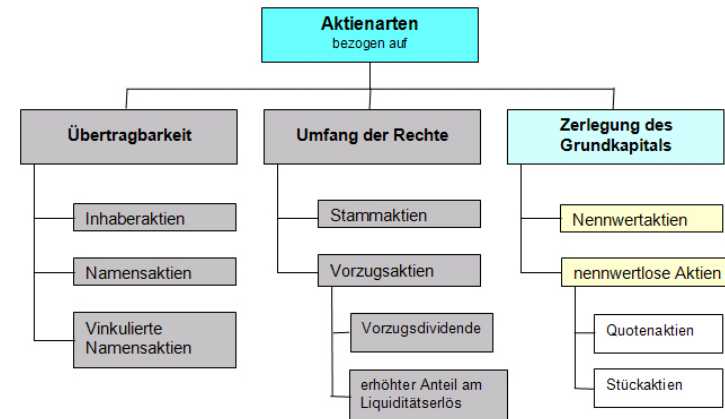 Aktienarten
bezogen auf
Übertragbarkeit
Inhaberaktien
Namensaktien
Vinkulierte
Namensaktien
Umfang der Rechte
Stammaktien
Vorzugsaktien
Vorzugsdividende
erhöhter Anteil am
Liquiditätserlös
Zerlegung des
Grundkapitals
Nennwertaktien
nennwertlose Aktien
Quotenaktien
Stückaktien